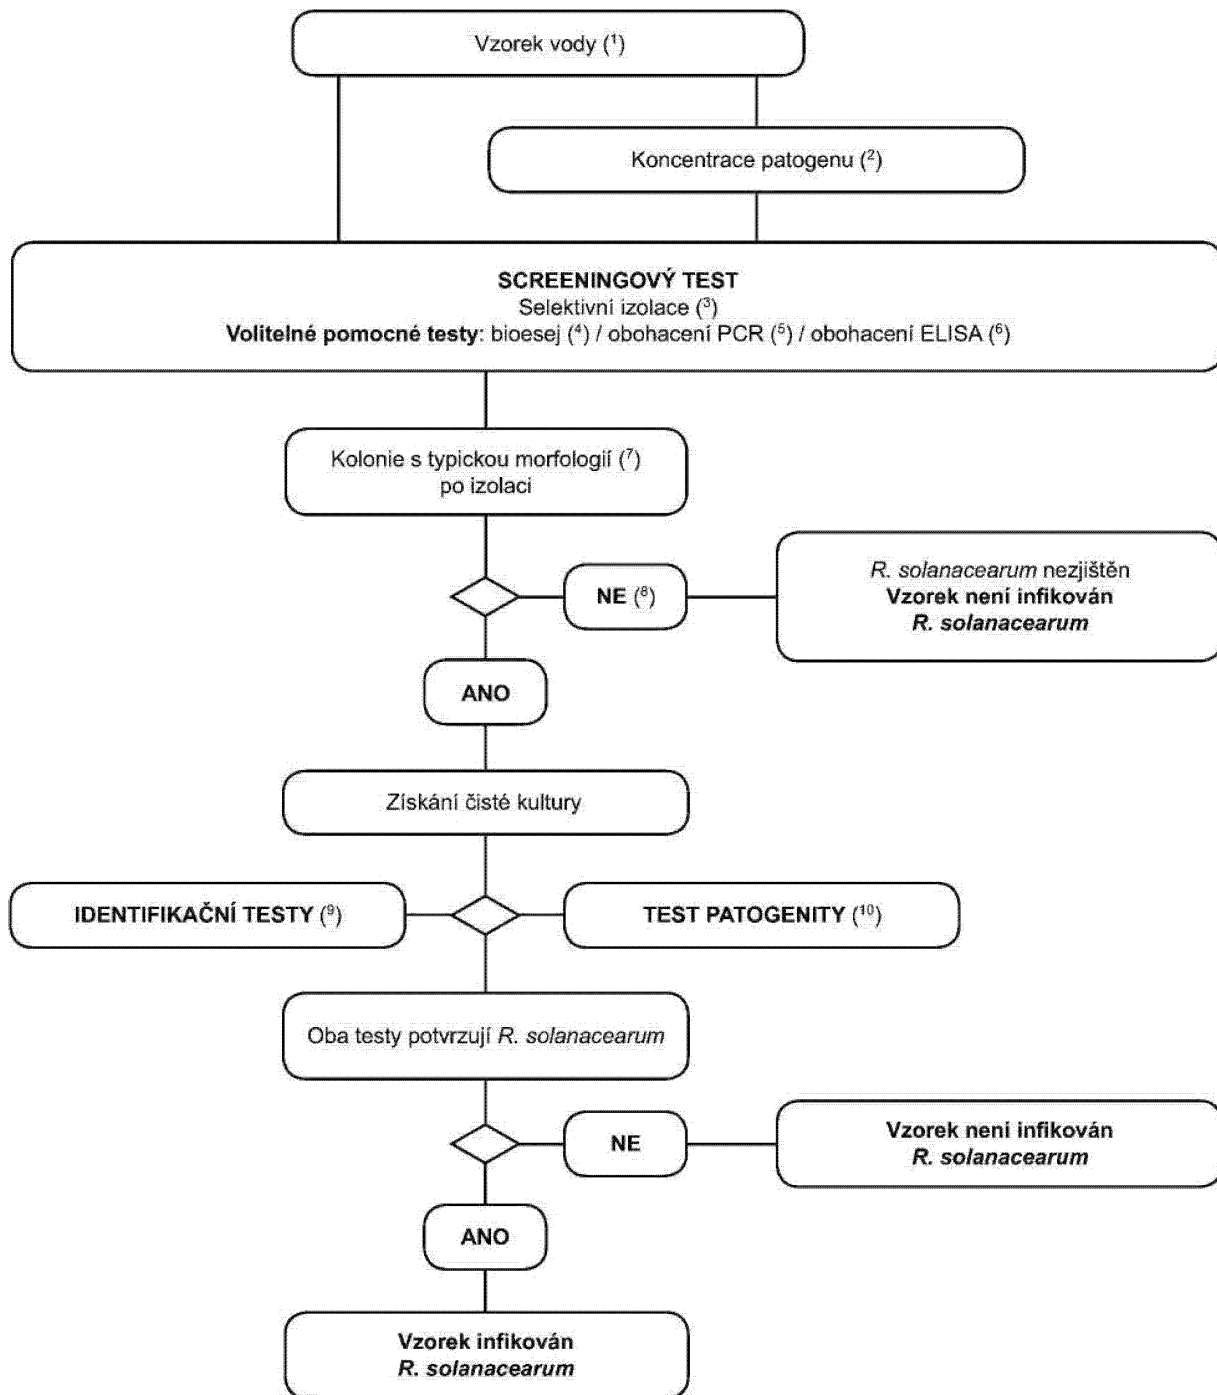 Vzorek vody (¹)
Koncentrace patogenu (²)
SCREENINGOVÝ TEST
Selektivní izolace (³)
Volitelné pomocné testy: bioesej (⁴) / obohacení PCR (⁵) / obohacení ELISA (⁶)
Kolonie s typickou morfologií (⁷)
po izolaci
NE (⁸)
R. solanacearum nezjištěn
Vzorek není infikován
R. solanacearum
ANO
Získání čisté kultury
IDENTIFIKAČNÍ TESTY (⁹)
TEST PATOGENITY (¹⁰)
Oba testy potvrzují R. solanacearum
NE
Vzorek není infikován
R. solanacearum
ANO
Vzorek infikován
R. solanacearum